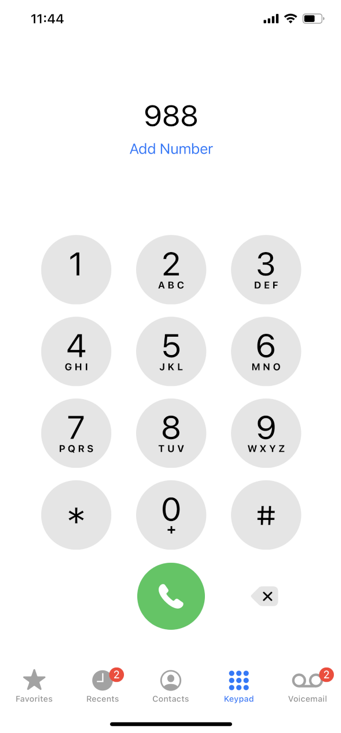 11:44
988
Add Number
1
2
ABC
3
DEF
4
GHI
5
JKL
6
MNO
7
PQRS
8
TUV
9
WXYZ
*
0
+
#
2
2
Favorites
Recents
Contacts
Keypad
Voicemail